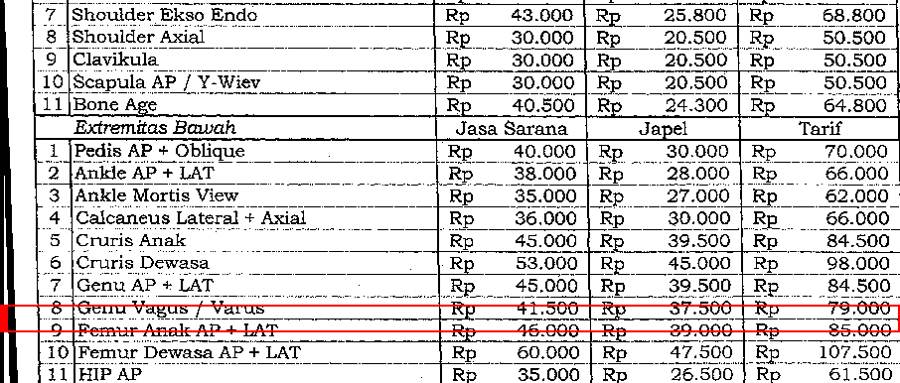 7 Shoulder Ekso Endo Rp 43.000 Rp 25.800 Rp 68.800
8 Shoulder Axial Rp 30.000 Rp 20.500 Rp 50.500
9 Clavikula Rp 30.000 Rp 20.500 Rp 50.500
10 Scapula AP / Y-Wiev Rp 30.000 Rp 20.500 Rp 50.500
11 Bone Age Rp 40.500 Rp 24.300 Rp 64.800
Extremitas Bawah Jasa Sarana Japel Tarif
1 Pedis AP + Oblique Rp 40.000 Rp 30.000 Rp 70.000
2 Ankle AP + LAT Rp 38.000 Rp 28.000 Rp 66.000
3 Ankle Mortis View Rp 35.000 Rp 27.000 Rp 62.000
4 Calcaneus Lateral + Axial Rp 36.000 Rp 30.000 Rp 66.000
5 Cruris Anak Rp 45.000 Rp 39.500 Rp 84.500
6 Cruris Dewasa Rp 53.000 Rp 45.000 Rp 98.000
7 Genu AP + LAT Rp 45.000 Rp 39.500 Rp 84.500
8 Genu Vagus / Varus Rp 41.500 Rp 37.500 Rp 79.000
9 Femur Anak AP + LAT Rp 46.000 Rp 39.000 Rp 85.000
10 Femur Dewasa AP + LAT Rp 60.000 Rp 47.500 Rp 107.500
11 HIP AP Rp 35.000 Rp 26.500 Rp 61.500